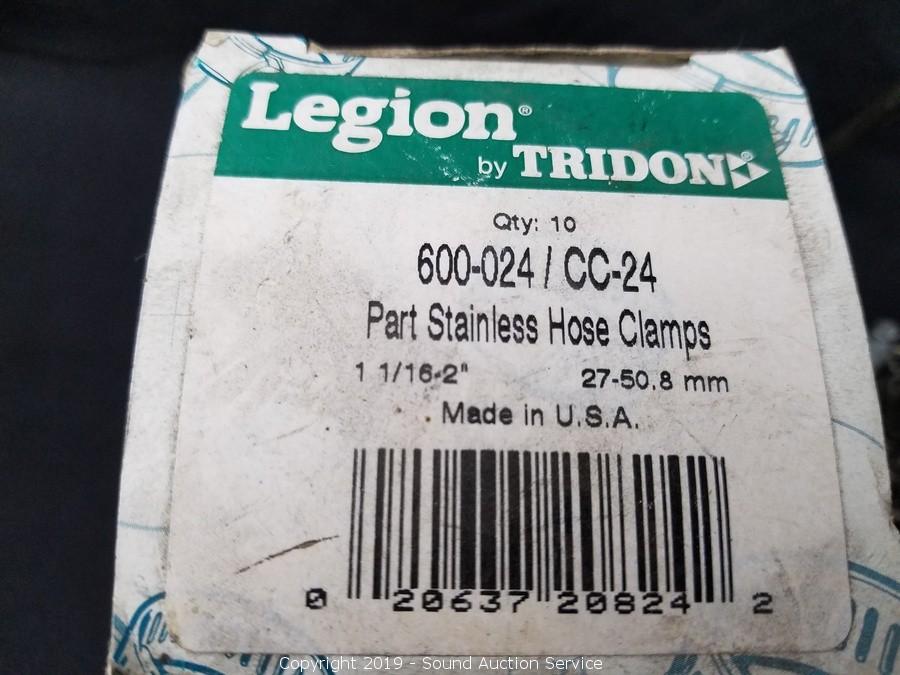 Legion®
by TRIDON®
Qty: 10
600-024 / CC-24
Part Stainless Hose Clamps
1 1/16-2" 27-50.8 mm
Made in U.S.A.
0 20637 20824 2
Copyright 2019 - Sound Auction Service